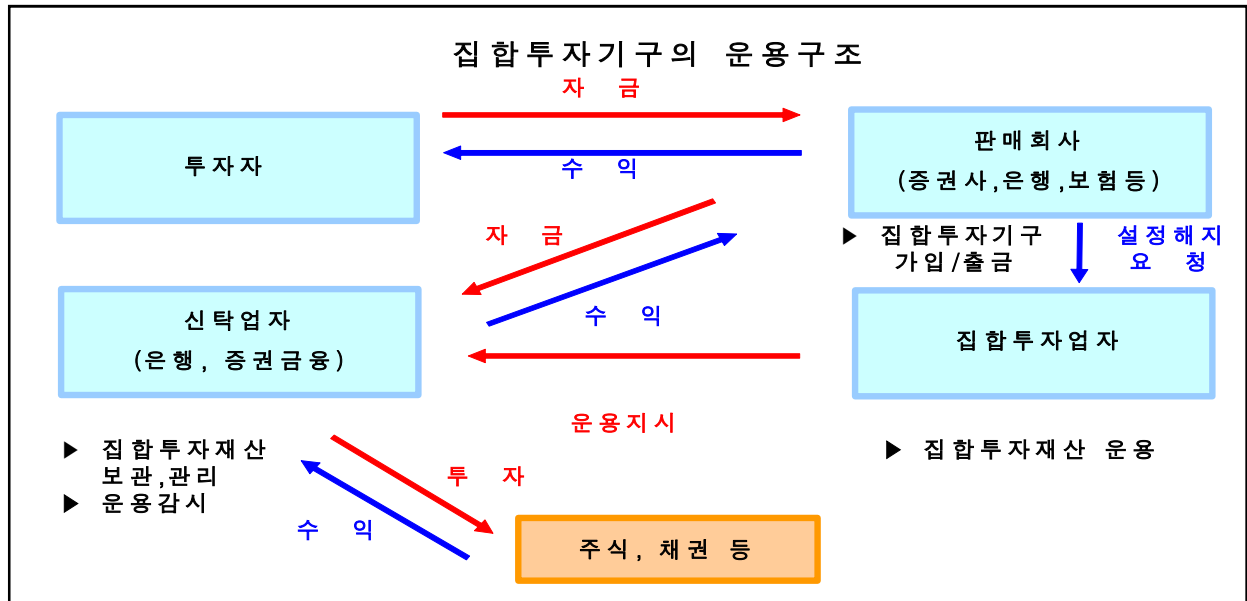 집합투자기구의 운용구조
자 금
투자자
수 익
판매회사
(증권사,은행,보험등)
자 금
▶ 집합투자기구
가입/출금
설정해지
요 청
신탁업자
(은행, 증권금융)
수 익
집합투자업자
운용지시
▶ 집합투자재산
보관,관리
▶ 운용감시
▶ 집합투자재산 운용
투 자
수 익
주식, 채권 등